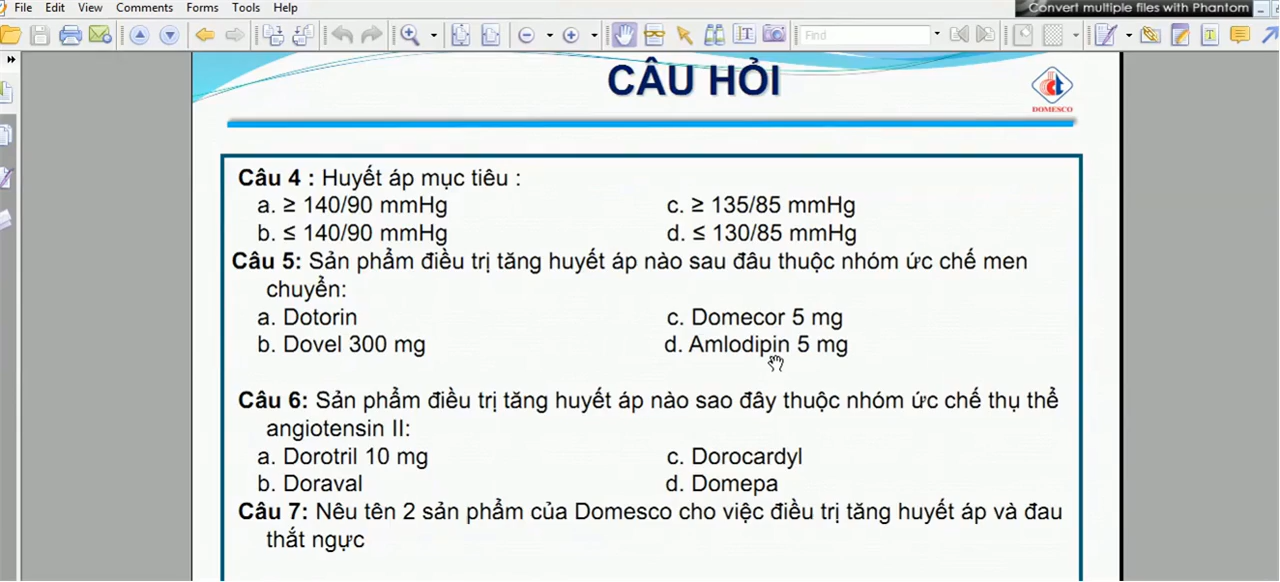 File Edit View Comments Forms Tools Help
Convert multiple files with Phantom
Find
CÂU HỎI
DOMESCO
Câu 4 : Huyết áp mục tiêu :
a. ≥ 140/90 mmHg c. ≥ 135/85 mmHg
b. ≤ 140/90 mmHg d. ≤ 130/85 mmHg
Câu 5: Sản phẩm điều trị tăng huyết áp nào sau đâu thuộc nhóm ức chế men
chuyển:
a. Dotorin c. Domecor 5 mg
b. Dovel 300 mg d. Amlodipin 5 mg
Câu 6: Sản phẩm điều trị tăng huyết áp nào sao đây thuộc nhóm ức chế thụ thể
angiotensin II:
a. Dorotril 10 mg c. Dorocardyl
b. Doraval d. Domepa
Câu 7: Nêu tên 2 sản phẩm của Domesco cho việc điều trị tăng huyết áp và đau
thắt ngực